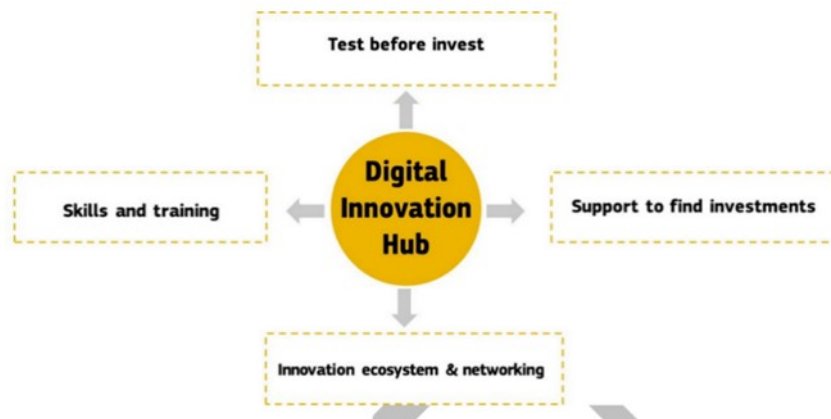 Test before invest
Skills and training
Digital
Innovation
Hub
Support to find investments
Innovation ecosystem & networking